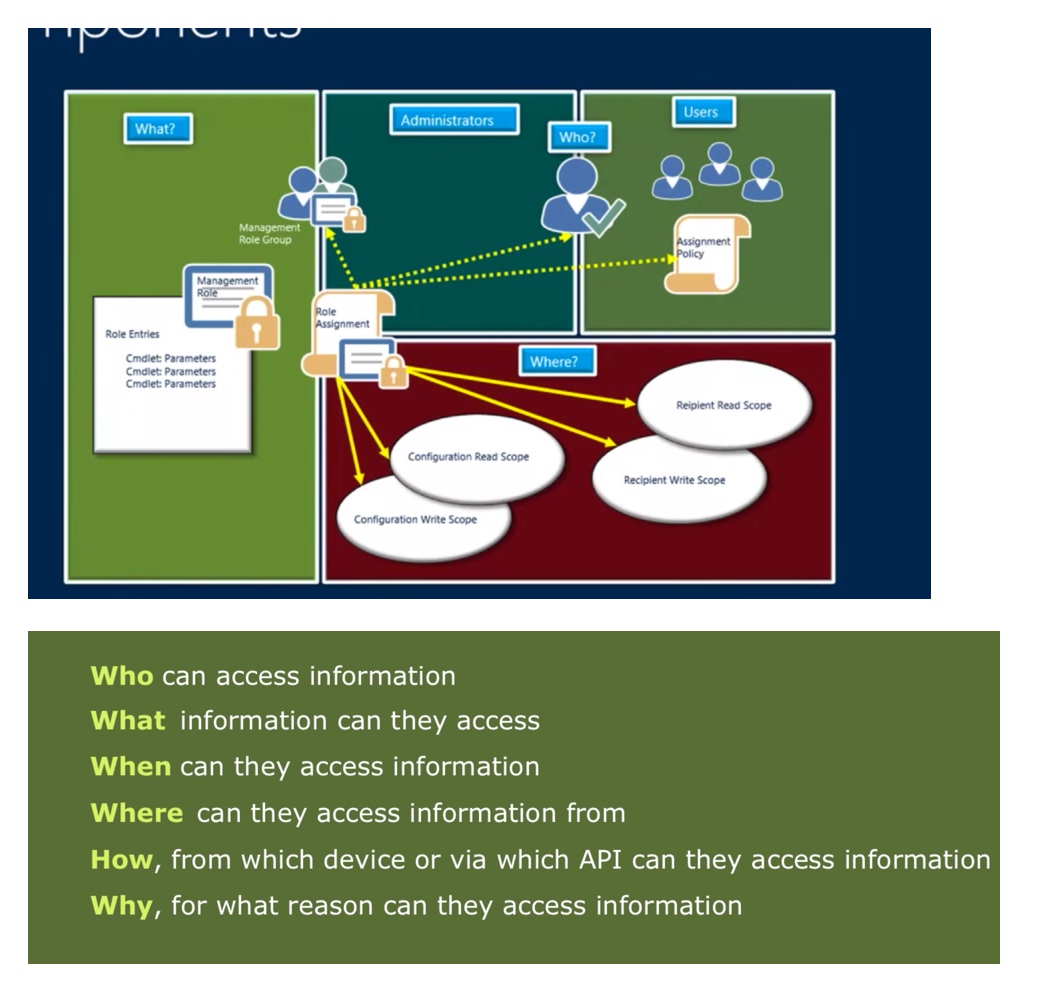 What?
Administrators
Who?
Users
Management
Role Group
Assignment
Policy
Management
Role
Role
Assignment
Role Entries
Cmdlet: Parameters
Cmdlet: Parameters
Cmdlet: Parameters
Where?
Reipient Read Scope
Configuration Read Scope
Recipient Write Scope
Configuration Write Scope
Who can access information
What information can they access
When can they access information
Where can they access information from
How, from which device or via which API can they access information
Why, for what reason can they access information